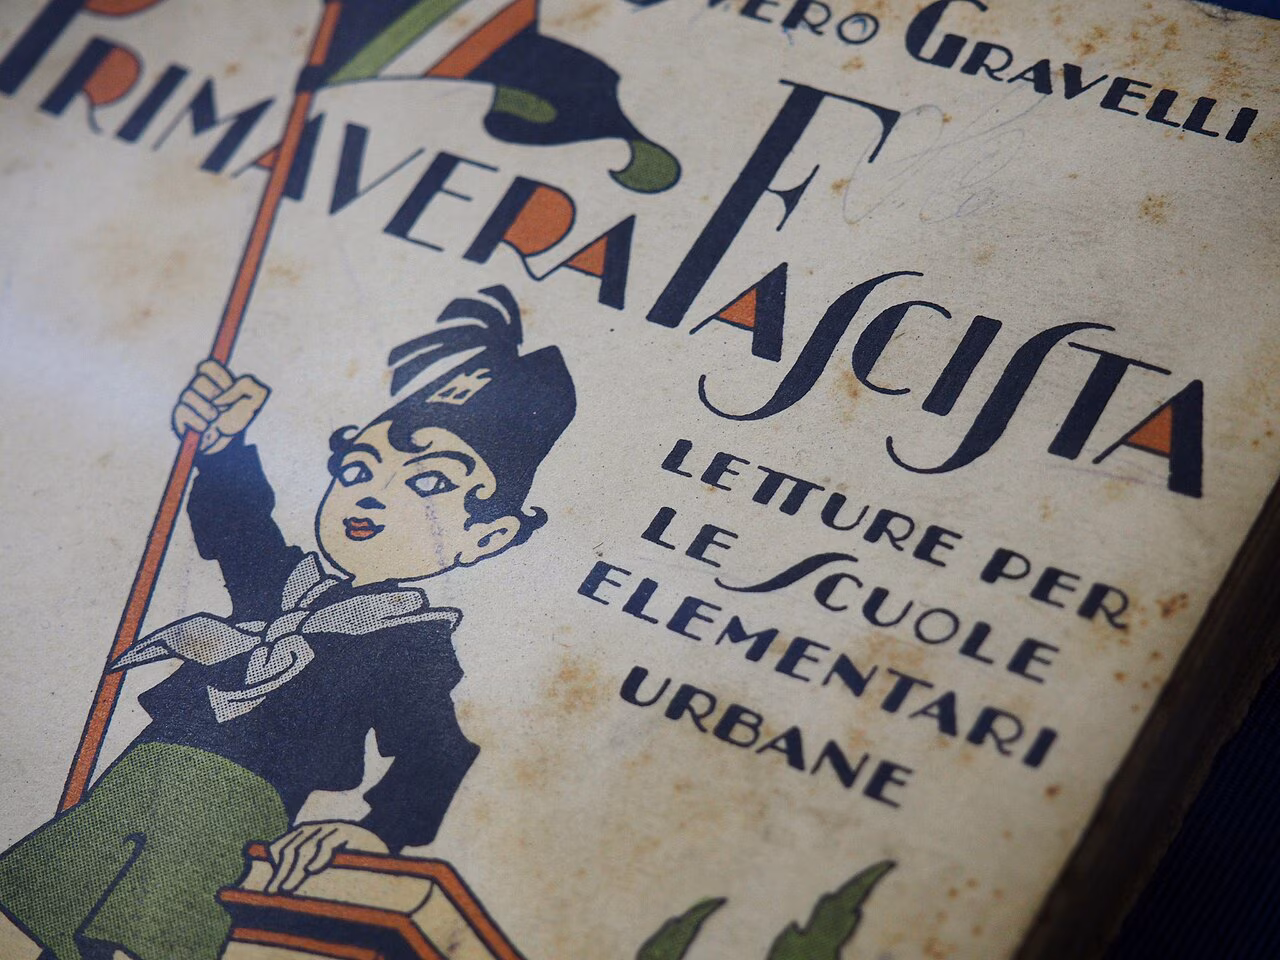 GRAVELLI
PRIMAVERA FASCISTA
LETTURE PER
LE SCUOLE
ELEMENTARI
URBANE